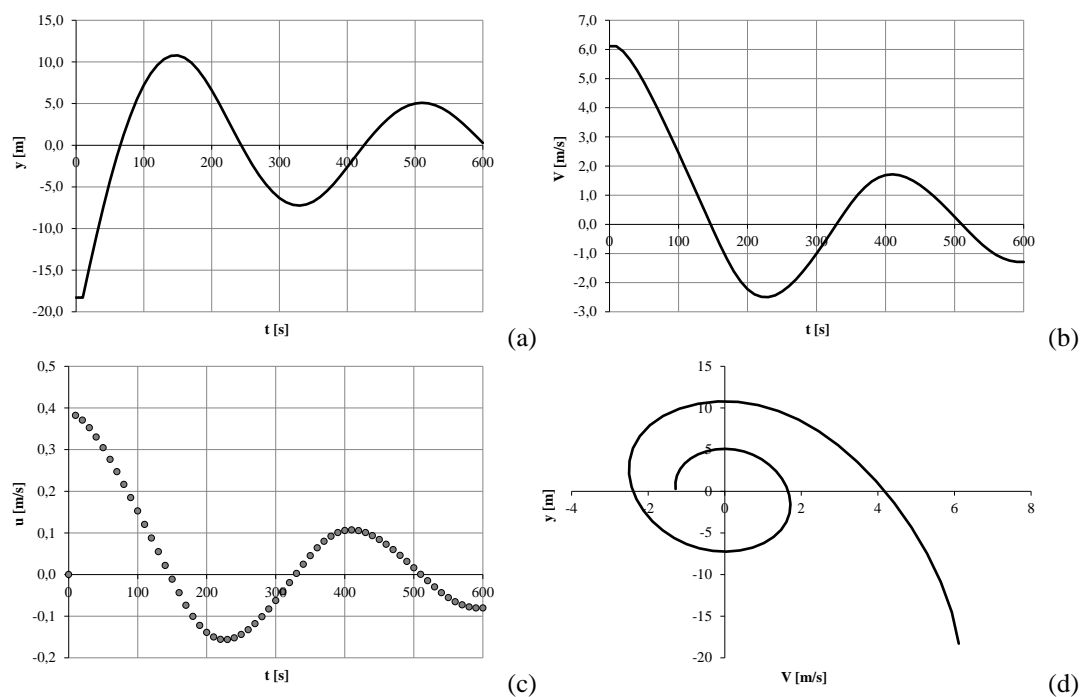 15,0
10,0
5,0
0,0
-5,0
-10,0
-15,0
-20,0
0 100 200 300 400 500 600
y [m]
t [s]
(a)
7,0
6,0
5,0
4,0
3,0
2,0
1,0
0,0
-1,0
-2,0
-3,0
0 100 200 300 400 500 600
V [m/s]
t [s]
(b)
0,5
0,4
0,3
0,2
0,1
0,0
-0,1
-0,2
0 100 200 300 400 500 600
u [m/s]
t [s]
(c)
15
10
5
0
-5
-10
-15
-20
-4 -2 0 2 4 6 8
y [m]
V [m/s]
(d)